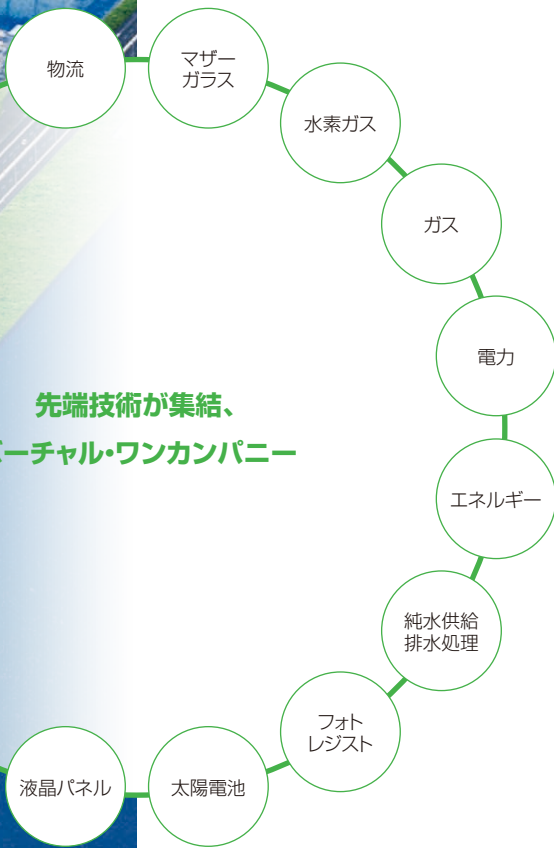 物流
マザー
ガラス
水素ガス
ガス
電力
先端技術が集結、
ーチャル・ワンカンパニー
エネルギー
純水供給
排水処理
フォト
レジスト
太陽電池
液晶パネル